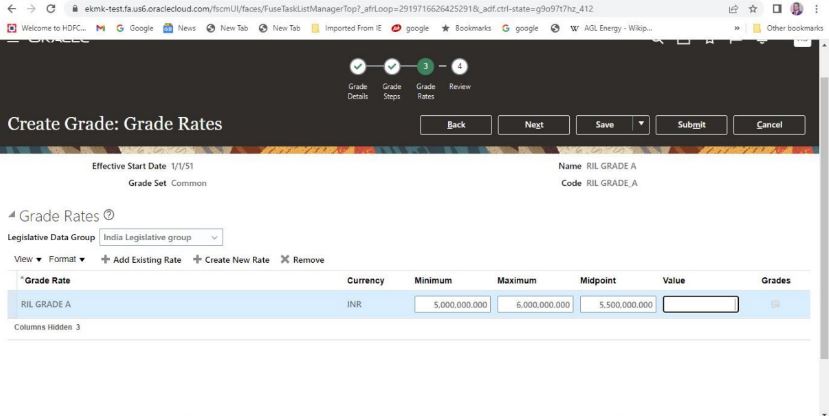 ekmk-test.fa.us6.oraclecloud.com/fscmUI/faces/FuseTaskListManagerTop?_afrLoop=2919716626425291&_adf.ctrl-state=g9o97t7hz_412
Welcome to HDFC... Google News New Tab New Tab Imported From IE google Bookmarks google AGL Energy - Wikip... » Other bookmarks
3 4
Grade Details Grade Steps Grade Rates Review
Create Grade: Grade Rates Back Next Save Submit Cancel
Effective Start Date 1/1/51 Name RIL GRADE A
Grade Set Common Code RIL GRADE_A
Grade Rates
Legislative Data Group India Legislative group
View Format Add Existing Rate Create New Rate Remove
*Grade Rate Currency Minimum Maximum Midpoint Value Grades
RIL GRADE A INR 5,000,000.000 6,000,000.000 5,500,000.000
Columns Hidden 3